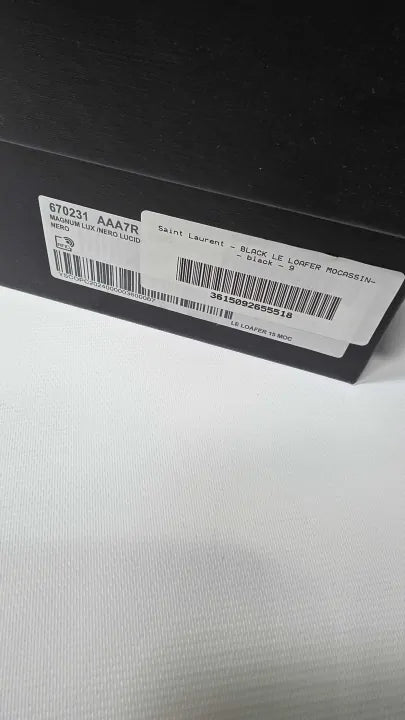 670231 AAA7R
MAGNUM LUX /NERO LUCID
NERO
Saint Laurent - BLACK LE LOAFER MOCASSIN-
- black - 9
3615092655518
LE LOAFER 15 MOC